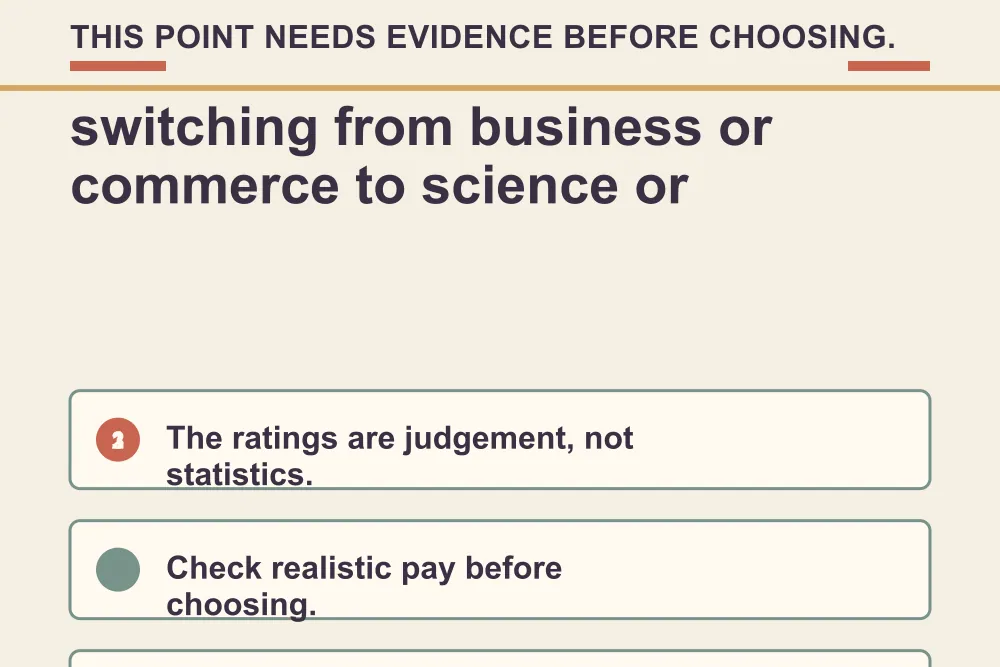 THIS POINT NEEDS EVIDENCE BEFORE CHOOSING.
switching from business or
commerce to science or
The ratings are judgement, not
statistics.
Check realistic pay before
choosing.